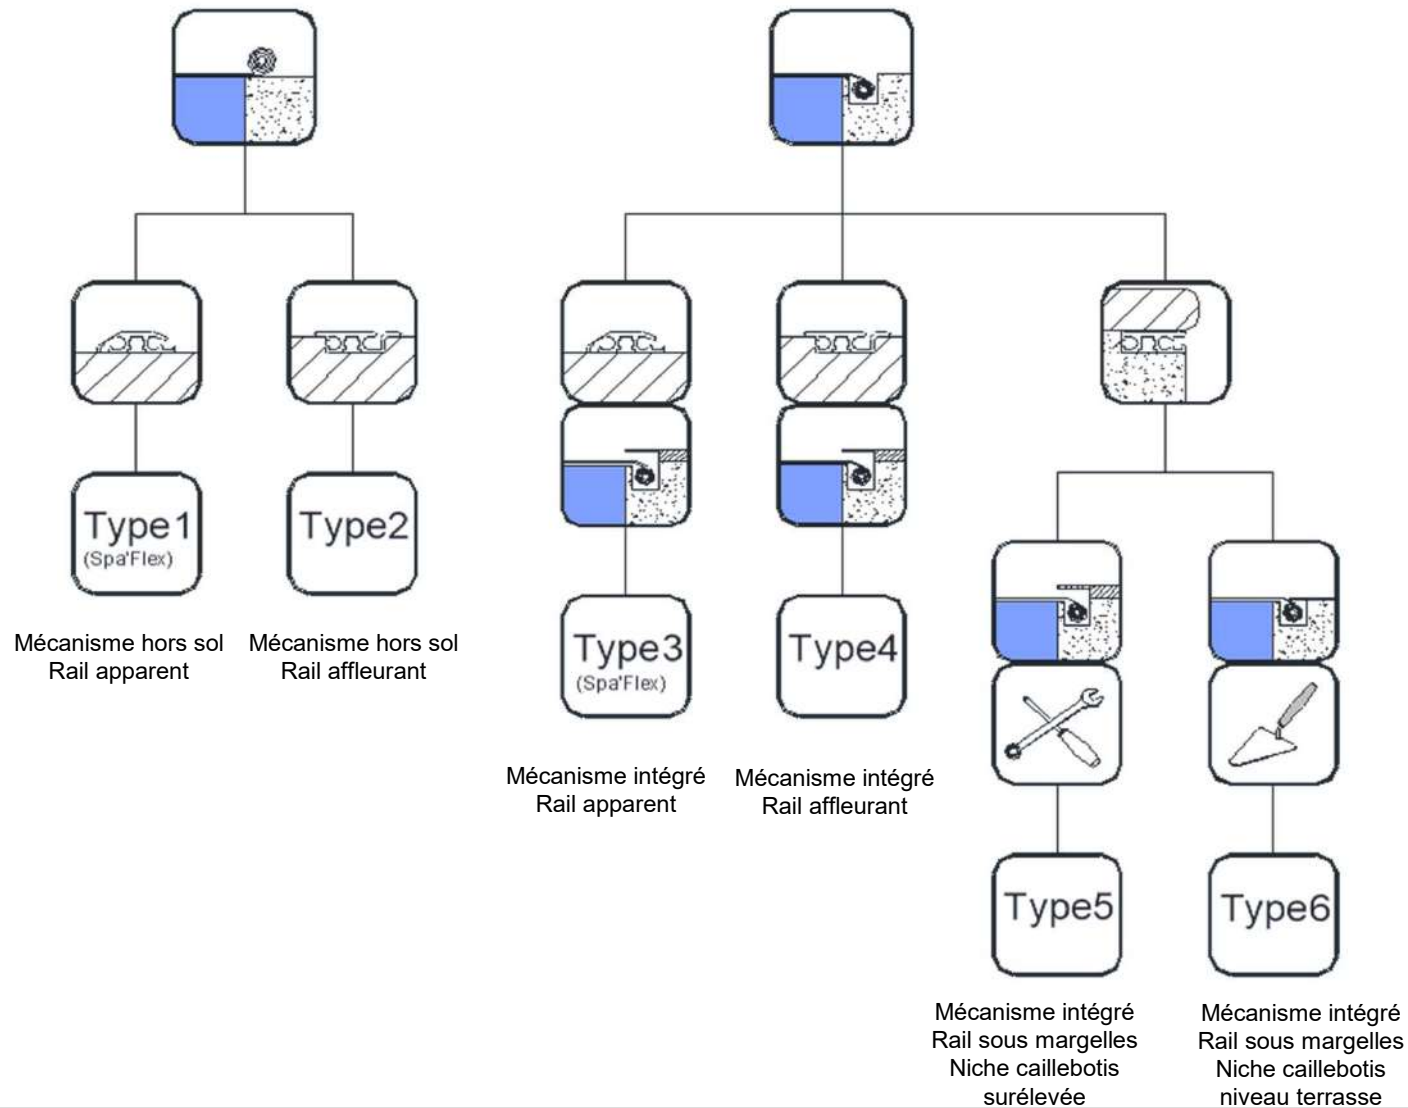 Type1
(Spa'Flex)
Type2
Mécanisme hors sol
Rail apparent
Mécanisme hors sol
Rail affleurant
Type3
(Spa'Flex)
Type4
Mécanisme intégré
Rail apparent
Mécanisme intégré
Rail affleurant
Type5
Type6
Mécanisme intégré
Rail sous margelles
Niche caillebotis
surélevée
Mécanisme intégré
Rail sous margelles
Niche caillebotis
niveau terrasse